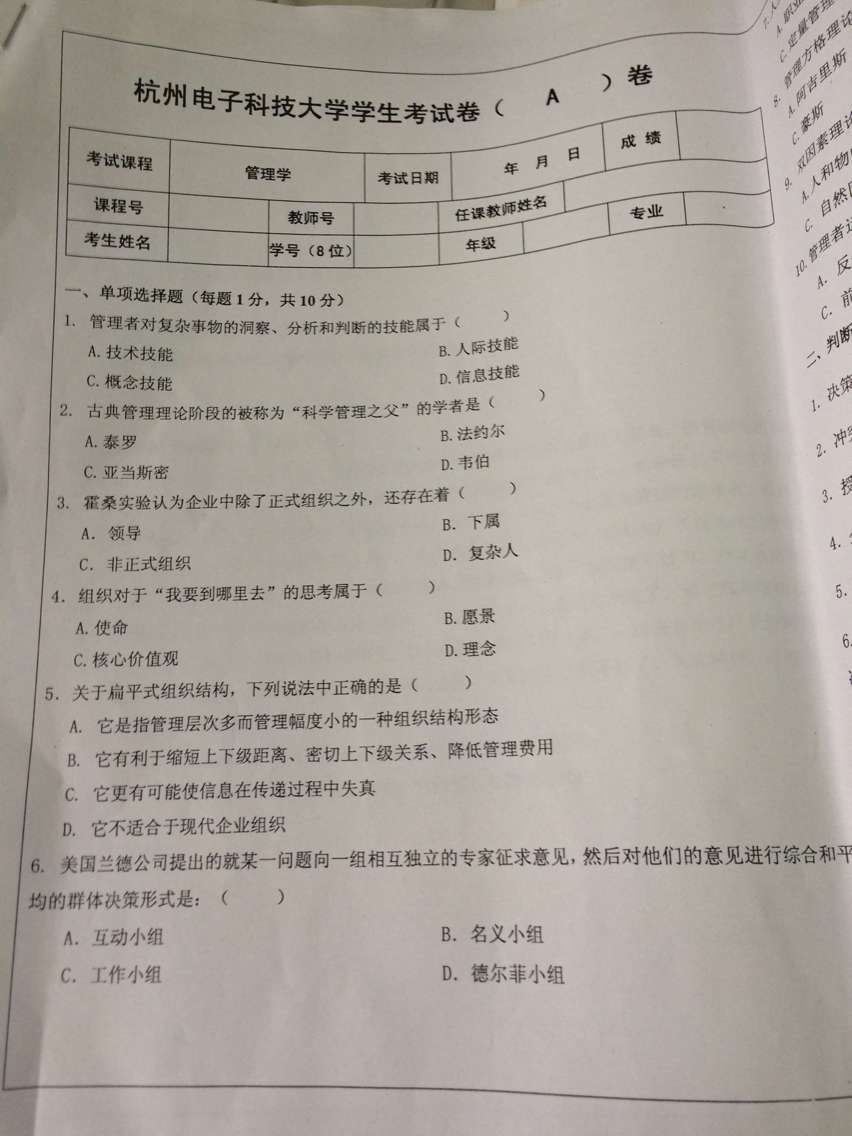 杭州电子科技大学学生考试卷（ A ）卷
考试课程 管理学 考试日期 年 月 日 成 绩
课程号 教师号 任课教师姓名
考生姓名 学号（8 位） 年级 专业
一、单项选择题（每题 1 分，共 10 分）
1. 管理者对复杂事物的洞察、分析和判断的技能属于（ ）
A. 技术技能 B. 人际技能
C. 概念技能 D. 信息技能
2. 古典管理理论阶段的被称为“科学管理之父”的学者是（ ）
A. 泰罗 B. 法约尔
C. 亚当斯密 D. 韦伯
3. 霍桑实验认为企业中除了正式组织之外，还存在着（ ）
A. 领导 B. 下属
C. 非正式组织 D. 复杂人
4. 组织对于“我要到哪里去”的思考属于（ ）
A. 使命 B. 愿景
C. 核心价值观 D. 理念
5. 关于扁平式组织结构，下列说法中正确的是（ ）
A. 它是指管理层次多而管理幅度小的一种组织结构形态
B. 它有利于缩短上下级距离、密切上下级关系、降低管理费用
C. 它更有可能使信息在传递过程中失真
D. 它不适合于现代企业组织
6. 美国兰德公司提出的就某一问题向一组相互独立的专家征求意见，然后对他们的意见进行综合和平
均的群体决策形式是：（ ）
A. 互动小组 B. 名义小组
C. 工作小组 D. 德尔菲小组
7. 人
A. 职业
C. 定量管理
8. 管理方格理论
A. 阿吉里斯
C. 豪斯
9. 双因素理论
A. 人和物
C. 自然
10. 管理者
A. 反
C. 前
二、判断
1. 决策
2. 冲
3. 授
4.
5.
6.